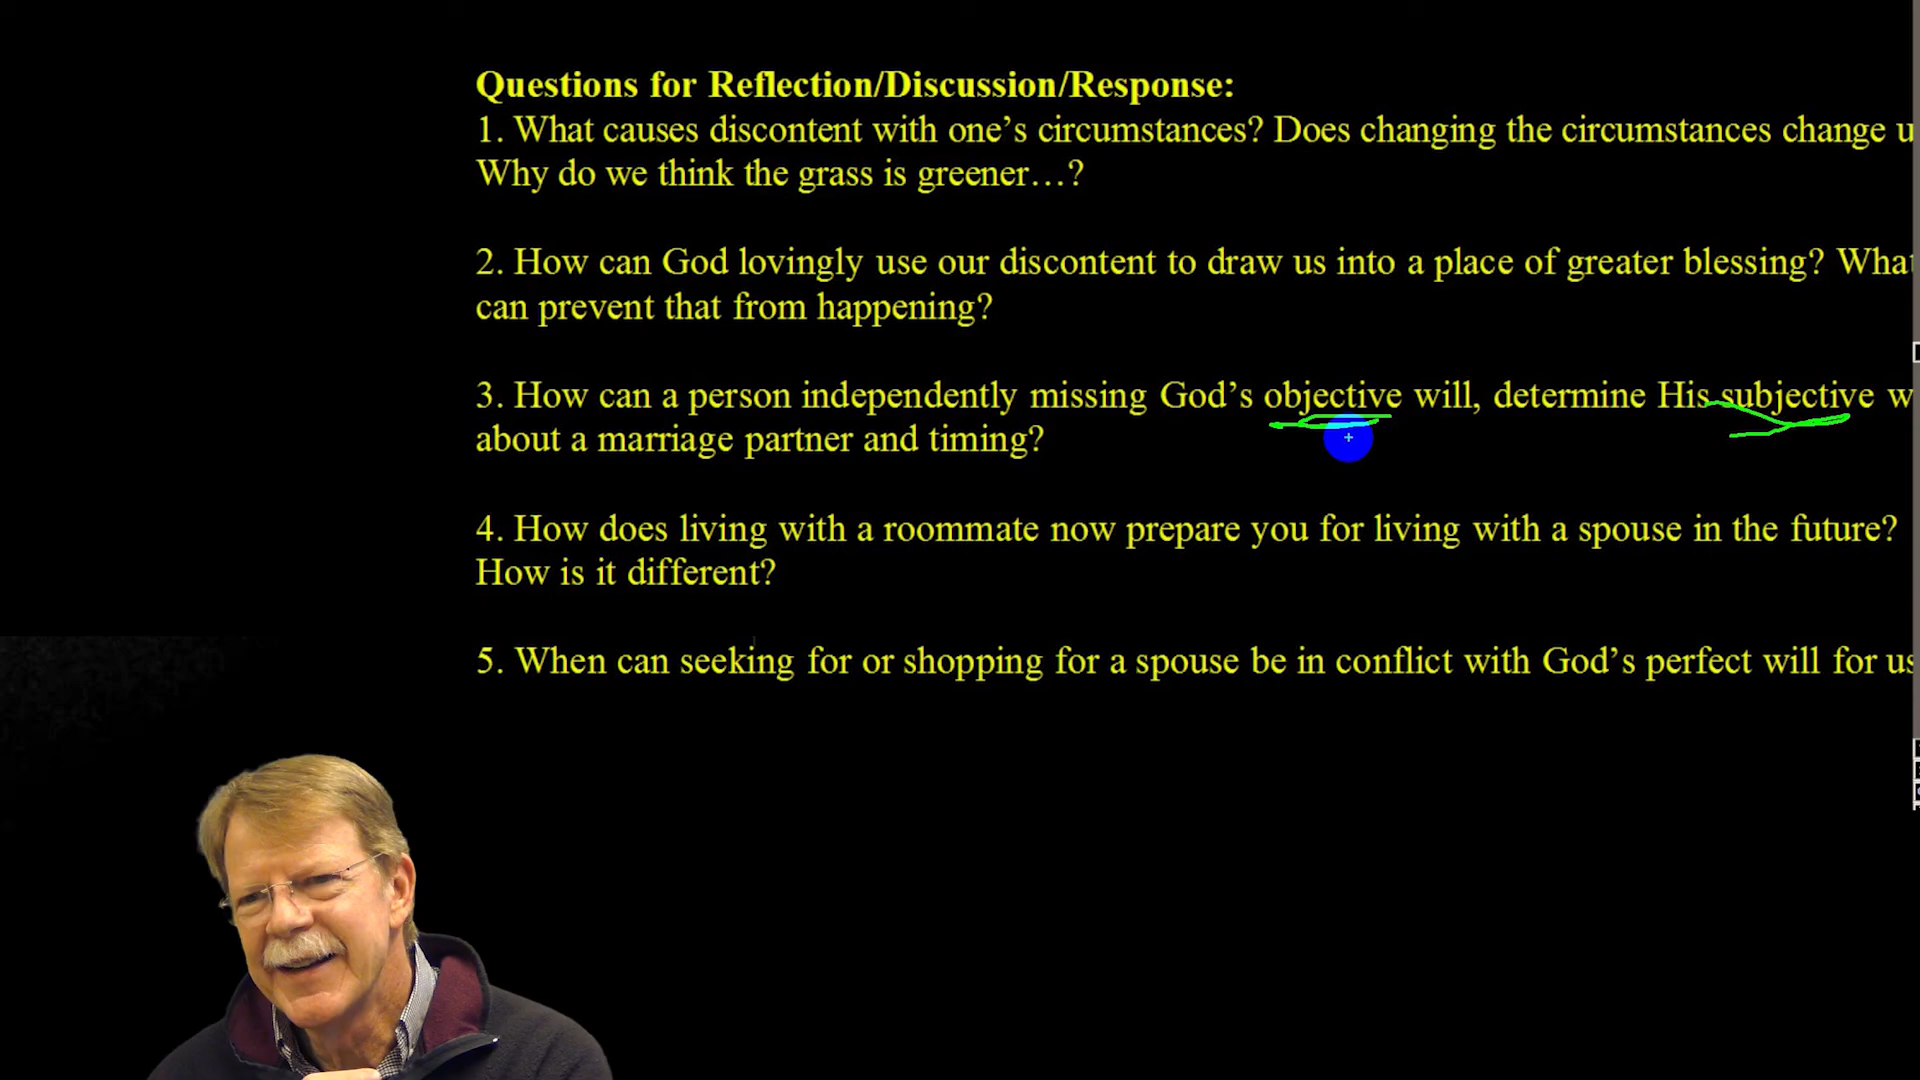 Questions for Reflection/Discussion/Response:
1. What causes discontent with one’s circumstances? Does changing the circumstances change
Why do we think the grass is greener…?
2. How can God lovingly use our discontent to draw us into a place of greater blessing? What
can prevent that from happening?
3. How can a person independently missing God’s objective will, determine His subjective
about a marriage partner and timing?
4. How does living with a roommate now prepare you for living with a spouse in the future?
How is it different?
5. When can seeking for or shopping for a spouse be in conflict with God’s perfect will for us